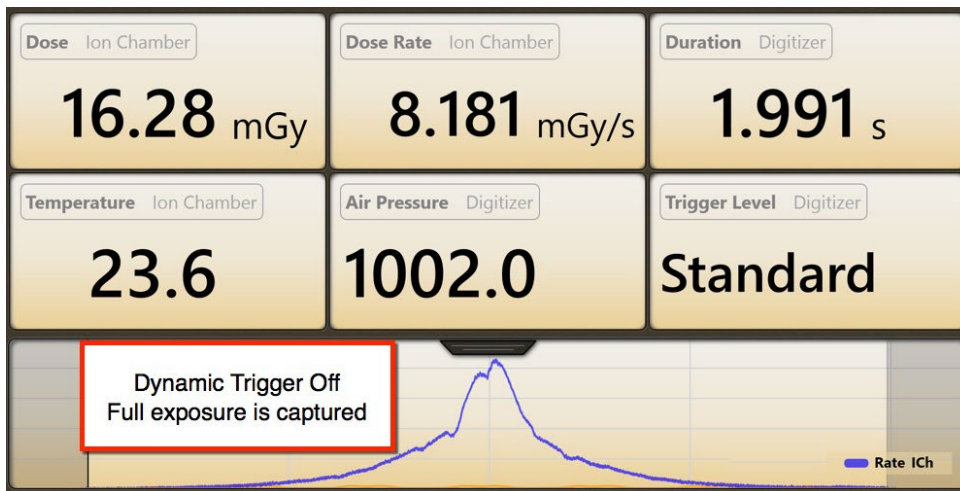 Dose Ion Chamber
Dose Rate Ion Chamber
Duration Digitizer
16.28 mGy
8.181 mGy/s
1.991 s
Temperature Ion Chamber
Air Pressure Digitizer
Trigger Level Digitizer
23.6
1002.0
Standard
Dynamic Trigger Off
Full exposure is captured
Rate ICh